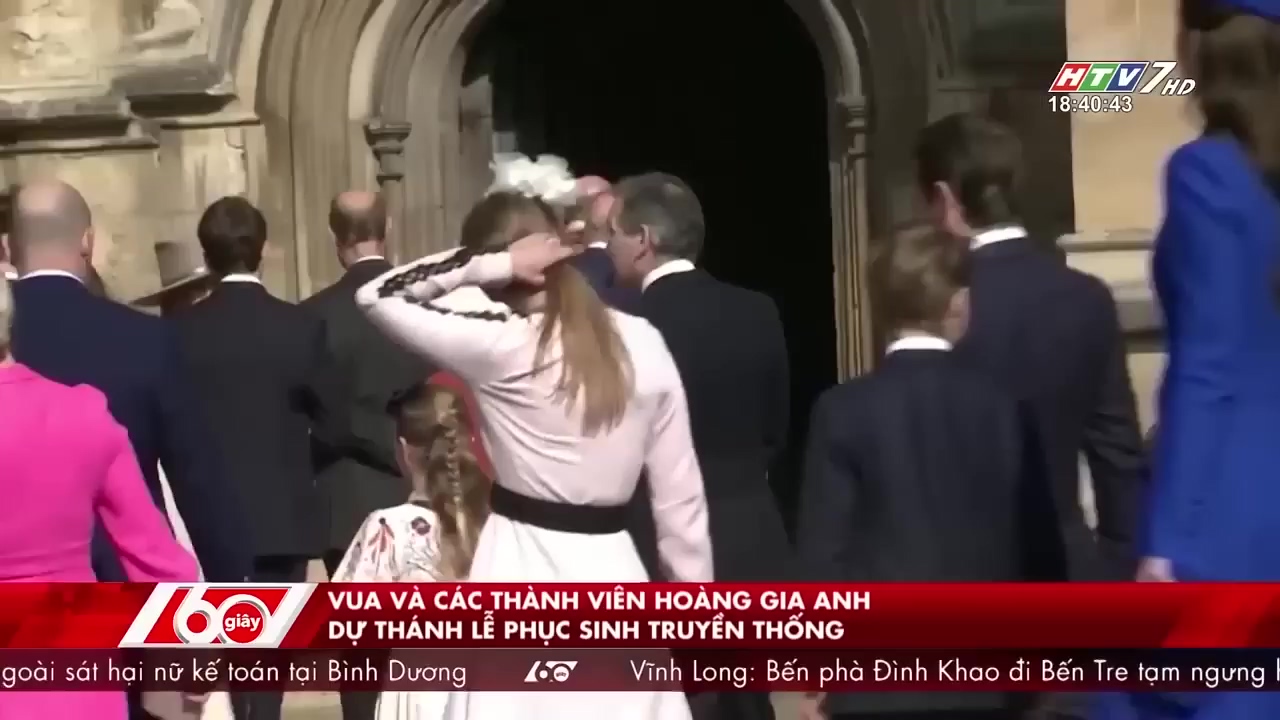 HTV7 HD
18:40:43
60 giây
VUA VÀ CÁC THÀNH VIÊN HOÀNG GIA ANH
DỰ THÁNH LỄ PHỤC SINH TRUYỀN THỐNG
goài sát hại nữ kế toán tại Bình Dương 60 giây Vĩnh Long: Bến phà Đình Khao đi Bến Tre tạm ngưng